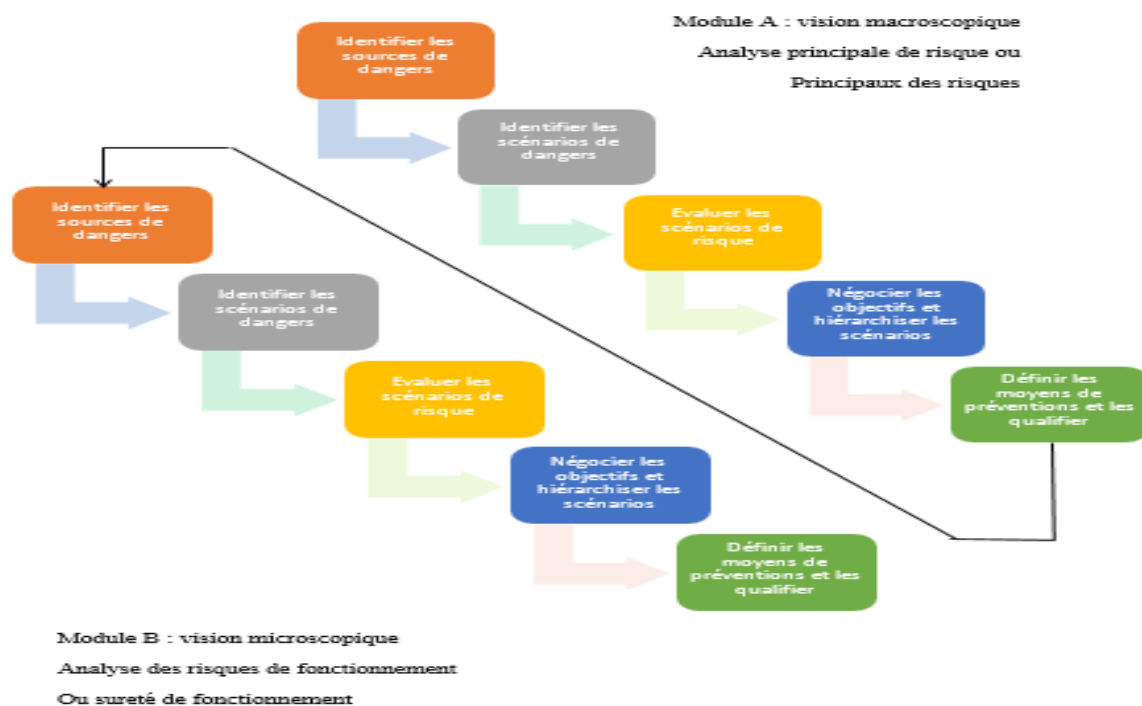 Module A : vision macroscopique
Analyse principale de risque ou
Principaux des risques
Identifier les
sources de
dangers
Identifier les
scénarios de
dangers
Evaluer les
scénarios de
risque
Négocier les
objectifs et
hiérarchiser les
scénarios
Définir les
moyens de
préventions et les
qualifier
Identifier les
sources de
dangers
Identifier les
scénarios de
dangers
Evaluer les
scénarios de
risque
Négocier les
objectifs et
hiérarchiser les
scénarios
Définir les
moyens de
préventions et les
qualifier
Module B : vision microscopique
Analyse des risques de fonctionnement
Ou sureté de fonctionnement